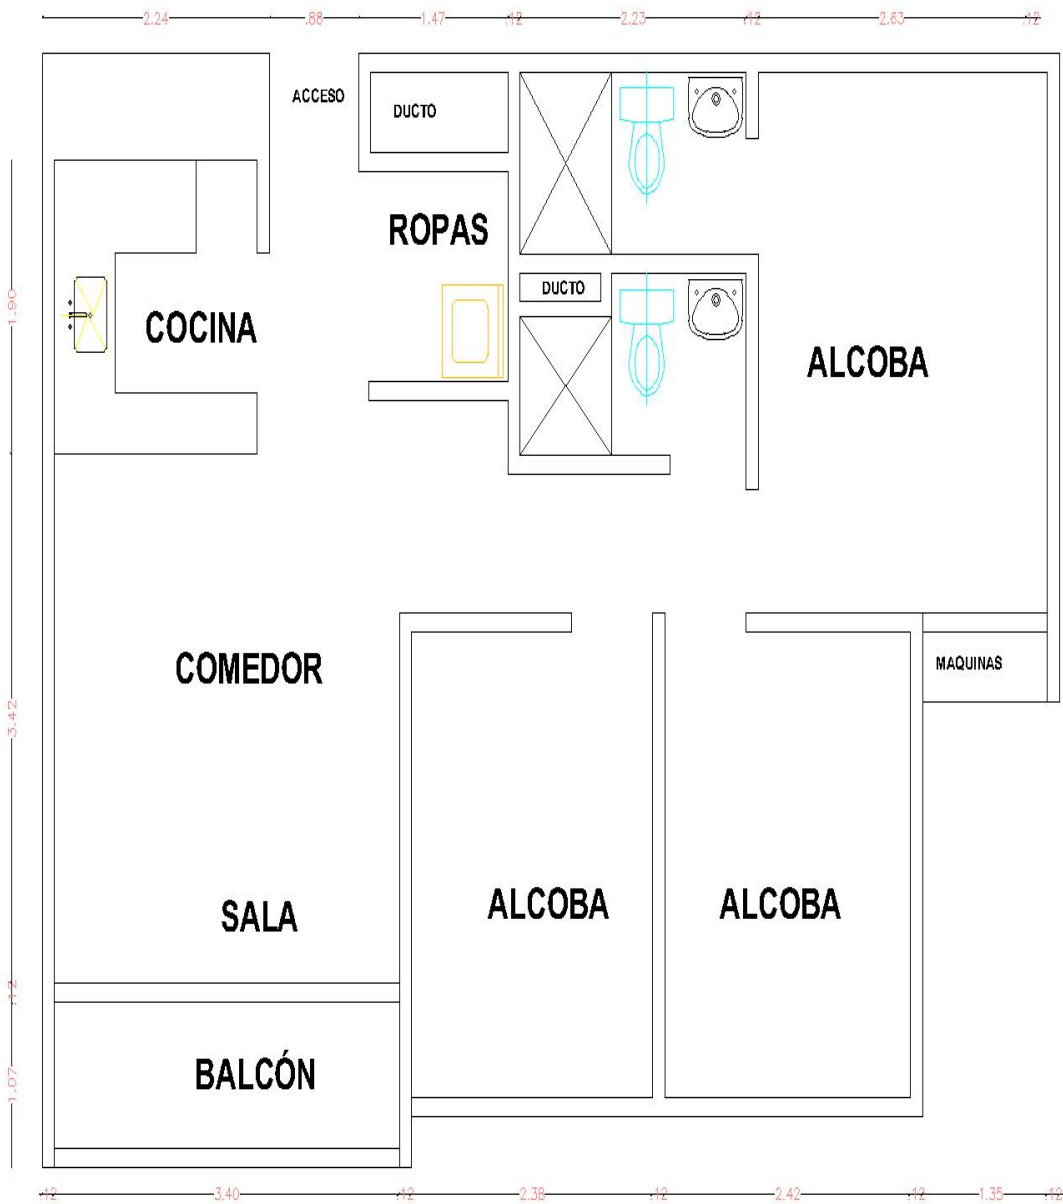 2.24 .88 1.47 .12 2.23 .12 2.63 .12
ACCESO
DUCTO
ROPAS
DUCTO
1.90
COCINA
ALCOBA
COMEDOR
MAQUINAS
3.42
ALCOBA
ALCOBA
SALA
.12
BALCÓN
1.07
.12 3.40 .12 2.38 .12 2.42 .12 1.35 .12